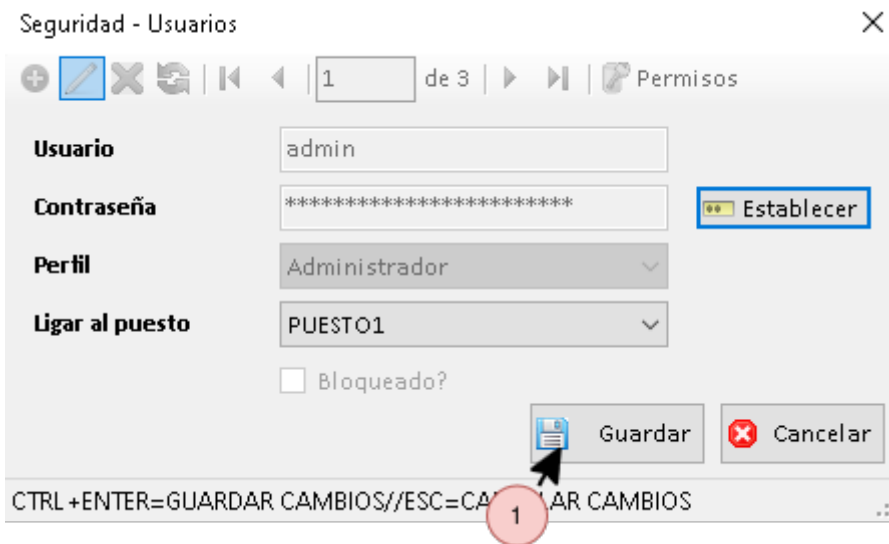 Seguridad - Usuarios
1 de 3 Permisos
Usuario admin
Contraseña ************************ Establecer
Perfil Administrador
Ligar al puesto PUESTO1
Bloqueado?
Guardar Cancelar
CTRL+ENTER=GUARDAR CAMBIOS//ESC=CA AR CAMBIOS
1